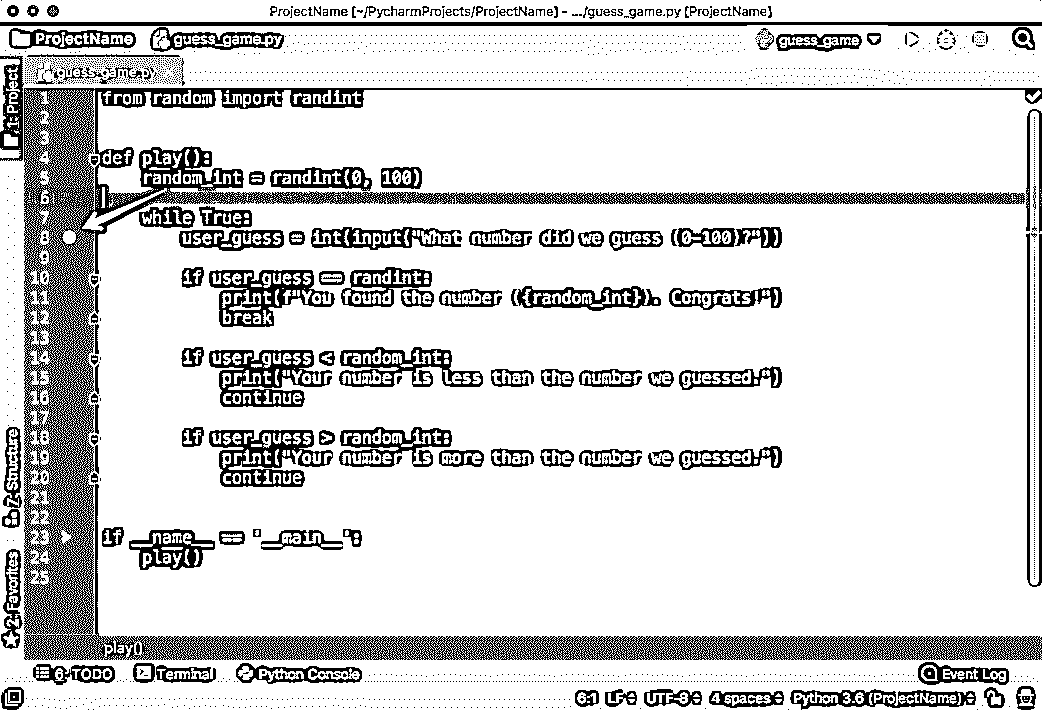 ProjectName [~/PycharmProjects/ProjectName] - .../guess_game.py [ProjectName]
ProjectName guess_game.py guess_game
guess_game.py
1: Project
1 from random import randint
2
3
4 def play():
5 random_int = randint(0, 100)
6
7 while True:
8 user_guess = int(input("What number did we guess (0-100)?"))
9
10 if user_guess == randint:
11 print(f"You found the number ({random_int}). Congrats!")
12 break
13
14 if user_guess < random_int:
15 print("Your number is less than the number we guessed.")
16 continue
17
18 if user_guess > random_int:
19 print("Your number is more than the number we guessed.")
20 continue
21
22
23 if __name__ == '__main__':
24 play()
25
7: Structure
2: Favorites
play()
6: TODO Terminal Python Console Event Log
6:1 LF UTF-8 4 spaces Python 3.6 (ProjectName)